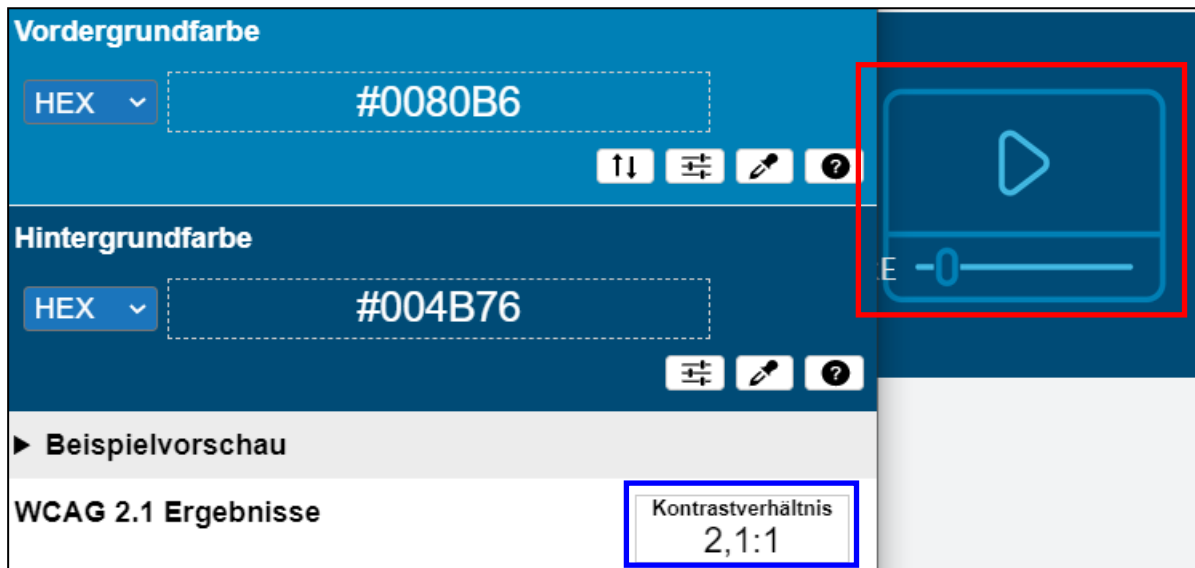 Vordergrundfarbe
HEX
#0080B6
Hintergrundfarbe
HEX
#004B76
Beispielvorschau
WCAG 2.1 Ergebnisse
Kontrastverhältnis
2,1:1